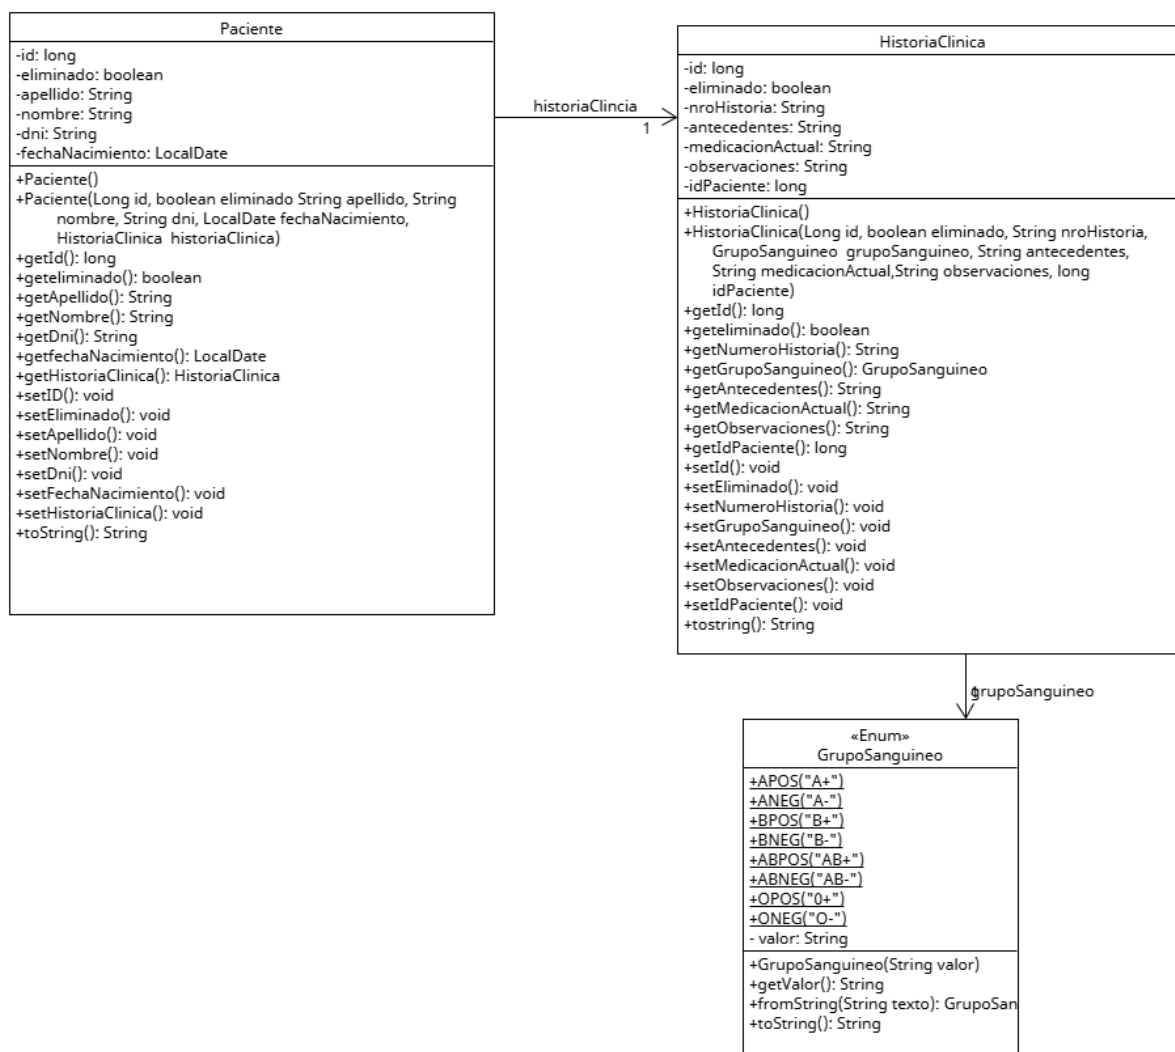 Paciente
-id: long
-eliminado: boolean
-apellido: String
-nombre: String
-dni: String
-fechaNacimiento: LocalDate
+Paciente()
+Paciente(Long id, boolean eliminado String apellido, String
nombre, String dni, LocalDate fechaNacimiento,
HistoriaClinica historiaClinica)
+getId(): long
+geteliminado(): boolean
+getApellido(): String
+getNombre(): String
+getDni(): String
+getfechaNacimiento(): LocalDate
+getHistoriaClinica(): HistoriaClinica
+setID(): void
+setEliminado(): void
+setApellido(): void
+setNombre(): void
+setDni(): void
+setFechaNacimiento(): void
+setHistoriaClinica(): void
+toString(): String
historiaClincia
1
HistoriaClinica
-id: long
-eliminado: boolean
-nroHistoria: String
-antecedentes: String
-medicacionActual: String
-observaciones: String
-idPaciente: long
+HistoriaClinica()
+HistoriaClinica(Long id, boolean eliminado, String nroHistoria,
GrupoSanguineo grupoSanguineo, String antecedentes,
String medicacionActual,String observaciones, long
idPaciente)
+getId(): long
+geteliminado(): boolean
+getNumeroHistoria(): String
+getGrupoSanguineo(): GrupoSanguineo
+getAntecedentes(): String
+getMedicacionActual(): String
+getObservaciones(): String
+getIdPaciente(): long
+setId(): void
+setEliminado(): void
+setNumeroHistoria(): void
+setGrupoSanguineo(): void
+setAntecedentes(): void
+setMedicacionActual(): void
+setObservaciones(): void
+setIdPaciente(): void
+tostring(): String
grupoSanguineo
1
«Enum»
GrupoSanguineo
+APOS("A+")
+ANEG("A-")
+BPOS("B+")
+BNEG("B-")
+ABPOS("AB+")
+ABNEG("AB-")
+OPOS("0+")
+ONEG("O-")
- valor: String
+GrupoSanguineo(String valor)
+getValor(): String
+fromString(String texto): GrupoSan
+toString(): String